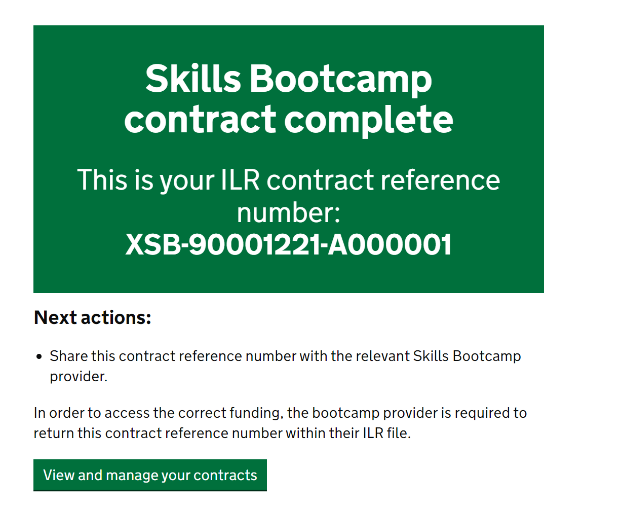 Skills Bootcamp
contract complete
This is your ILR contract reference
number:
XSB-90001221-A000001
Next actions:
• Share this contract reference number with the relevant Skills Bootcamp
provider.
In order to access the correct funding, the bootcamp provider is required to
return this contract reference number within their ILR file.
View and manage your contracts